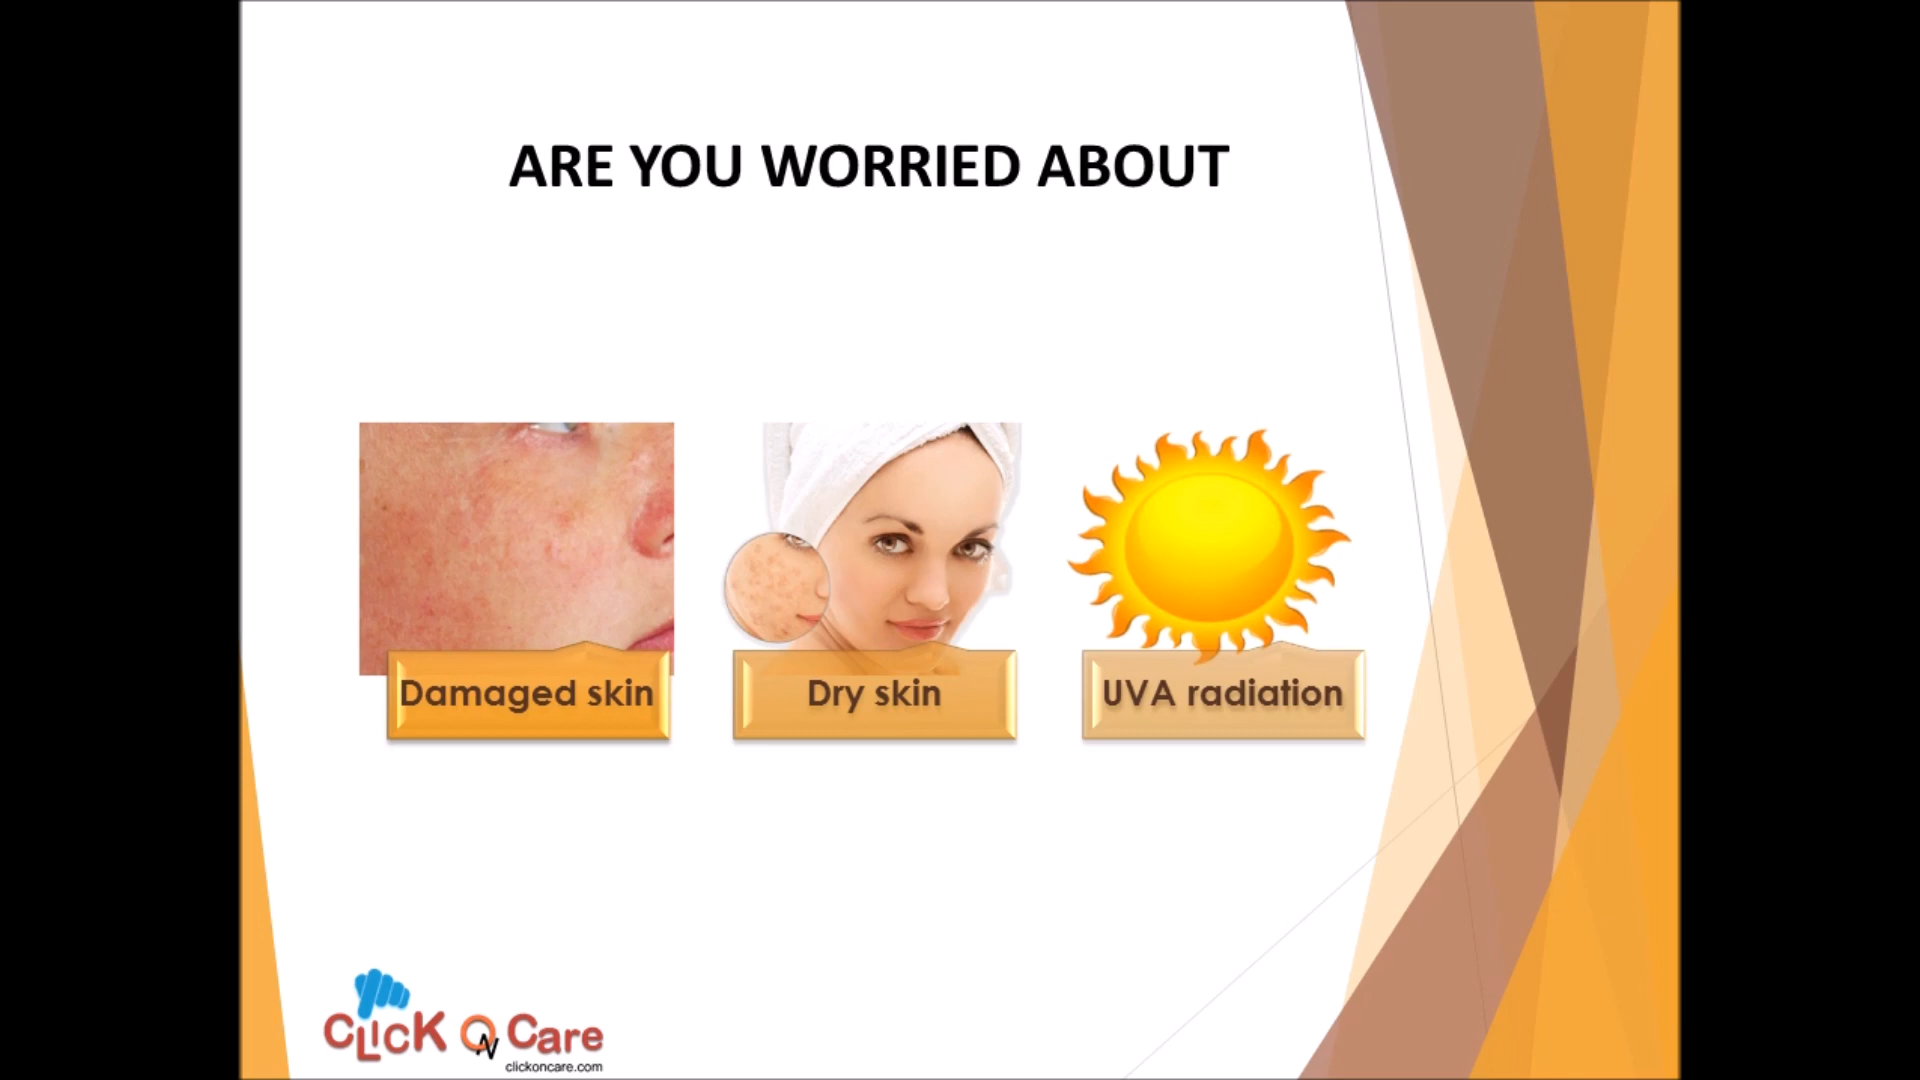 ARE YOU WORRIED ABOUT
Damaged skin
Dry skin
UVA radiation
CLicK ON Care
clickoncare.com